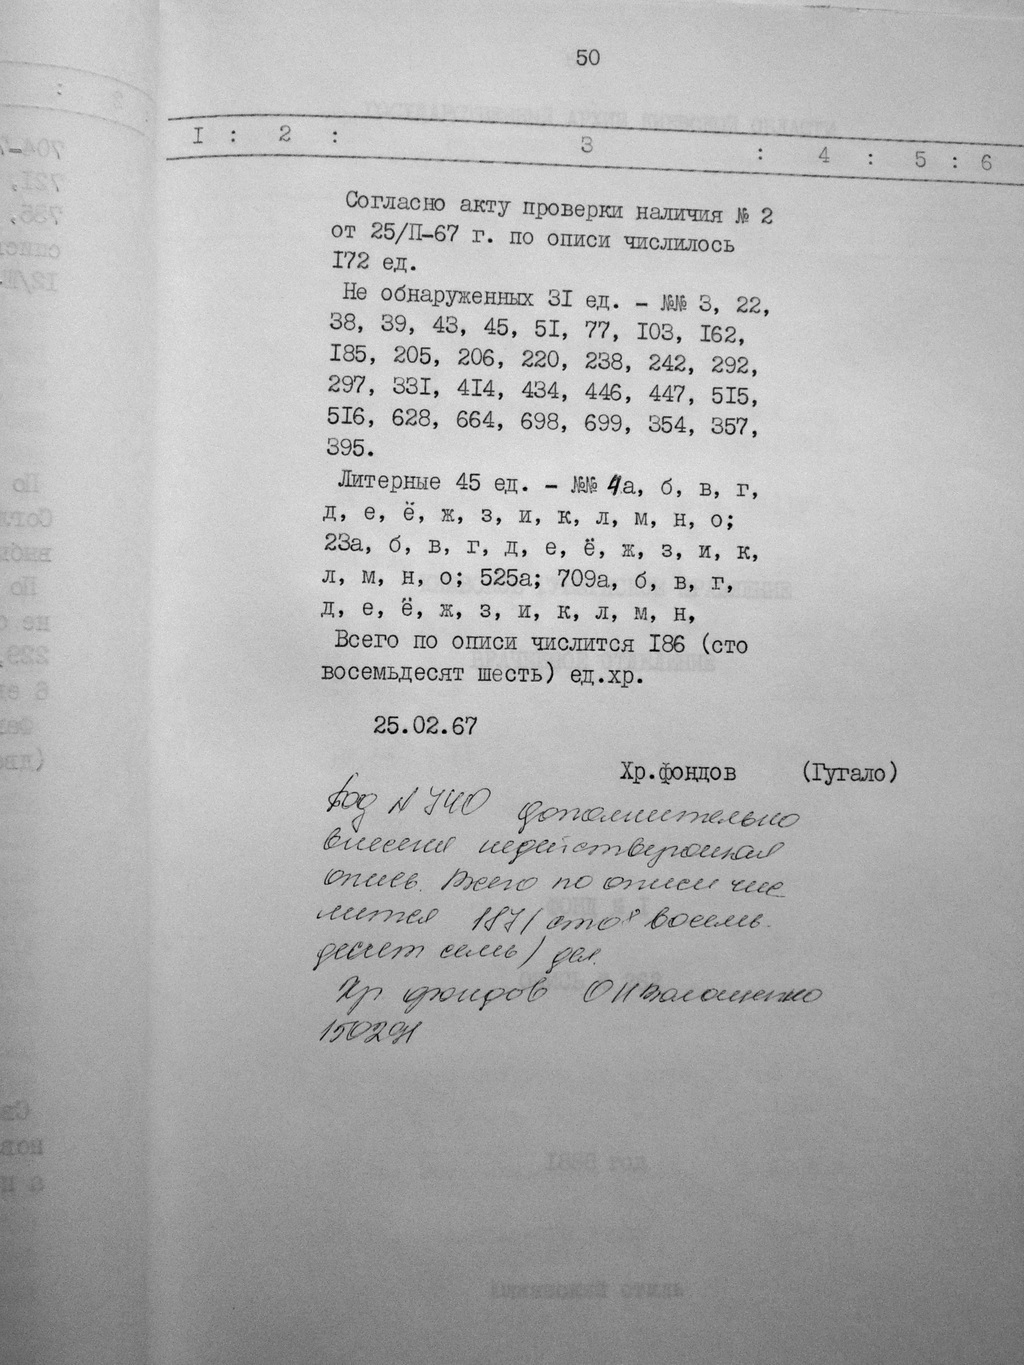 50
I : 2 : 3 : 4 : 5 : 6
Согласно акту проверки наличия № 2
от 25/П-67 г. по описи числилось
I72 ед.
Не обнаруженных 3I ед. - №№ 3, 22,
38, 39, 43, 45, 5I, 77, I03, I62,
I85, 205, 206, 220, 238, 242, 292,
297, 33I, 4I4, 434, 446, 447, 5I5,
5I6, 628, 664, 698, 699, 354, 357,
395.
Литерные 45 ед. - №№ 4а, б, в, г,
д, е, ё, ж, з, и, к, л, м, н, о;
23а, б, в, г, д, е, ё, ж, з, и, к,
л, м, н, о; 525а; 709а, б, в, г,
д, е, ё, ж, з, и, к, л, м, н,
Всего по описи числится I86 (сто
восемьдесят шесть) ед.хр.
25.02.67
Хр.фондов (Гугало)
Под N 740 дополнительно
внесена недействующая
опись. Всего по описи чис
лится 187 (сто восемь
десят семь) дел.
Хр фондов